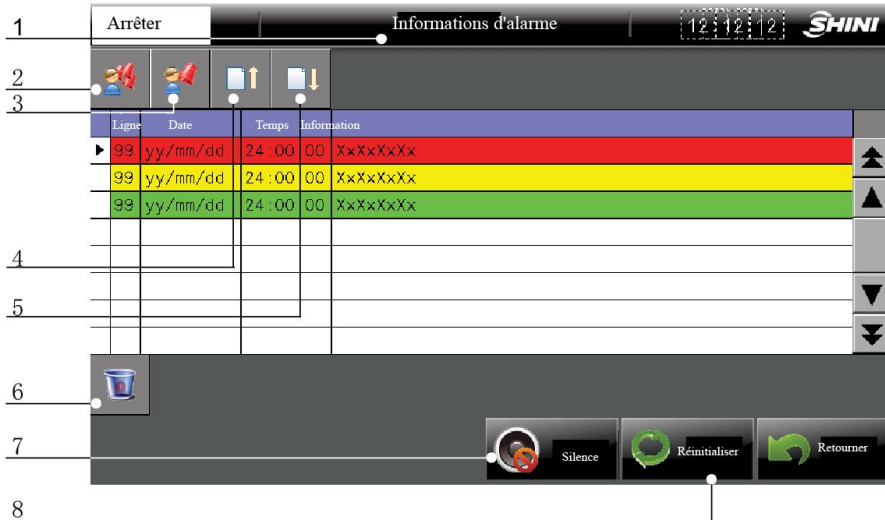 1
Arrêter
Informations d'alarme
12:12:12
SHINI
2
3
Ligne Date Temps Information
99 yy/mm/dd 24:00 00 XxXxXxXx
99 yy/mm/dd 24:00 00 XxXxXxXx
99 yy/mm/dd 24:00 00 XxXxXxXx
4
5
6
7
Silence
Réinitialiser
Retourner
8